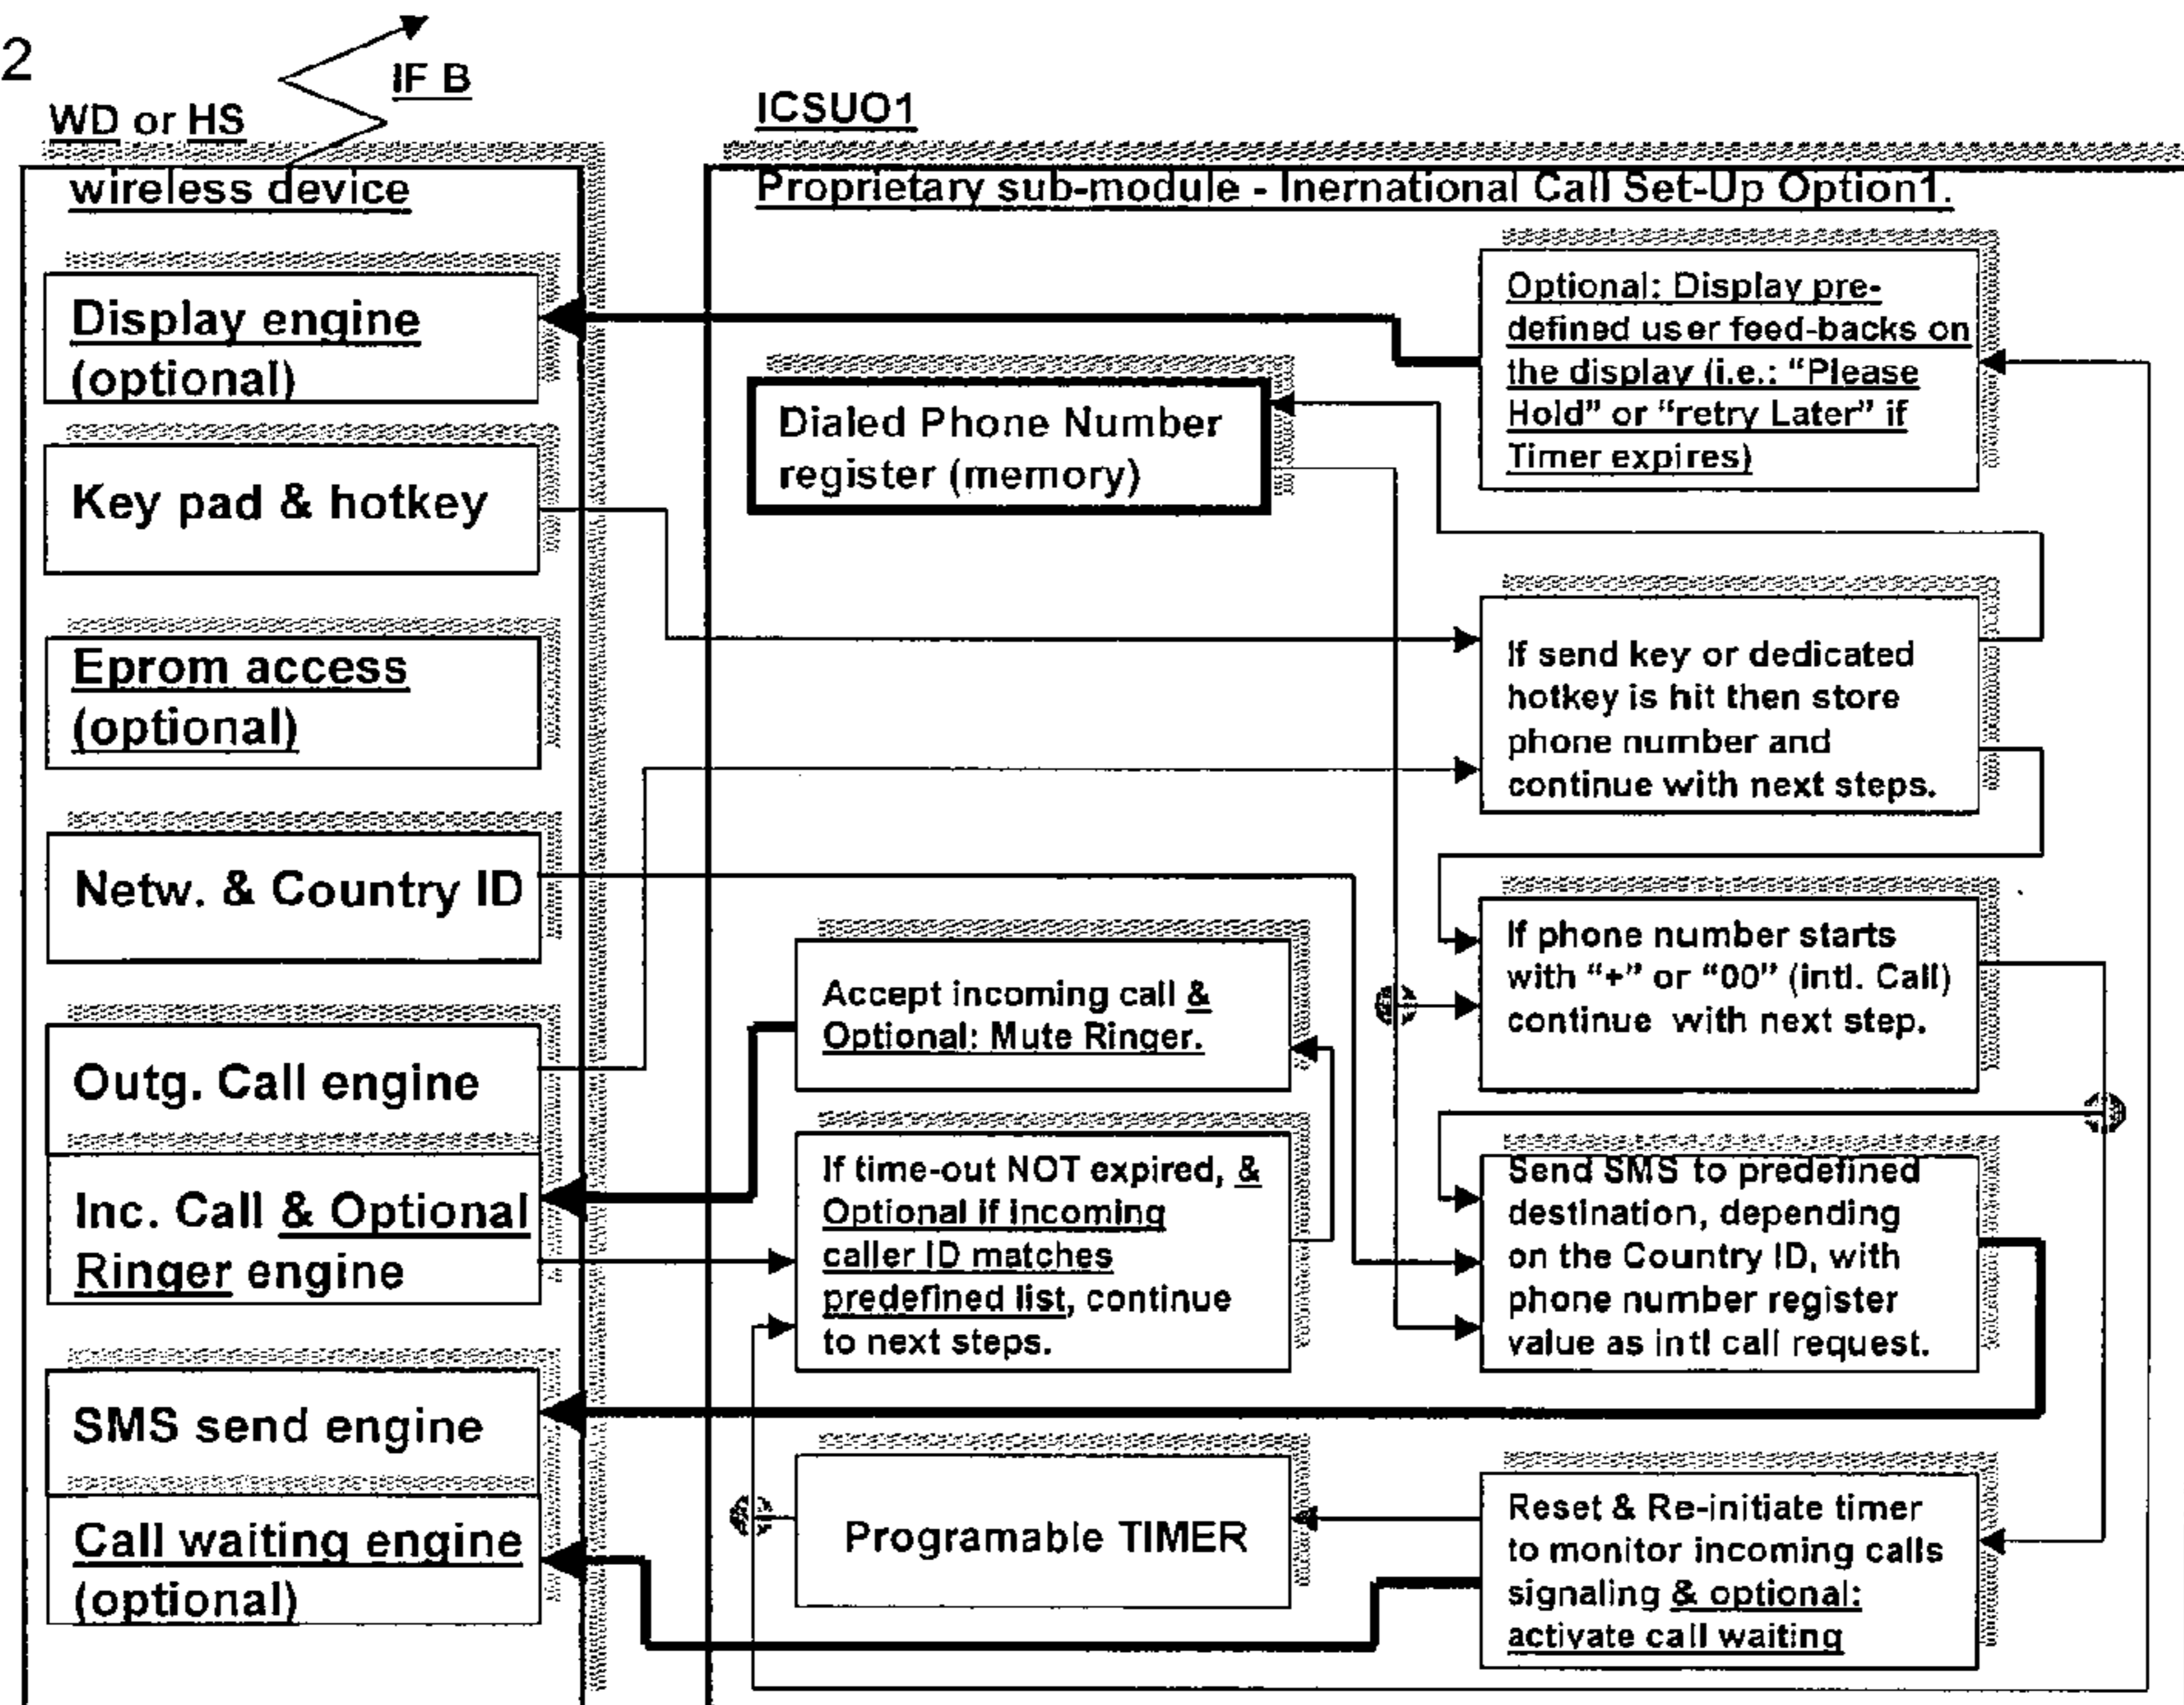 2
IF B
WD or HS
wireless device
Display engine
(optional)
Key pad & hotkey
Eprom access
(optional)
Netw. & Country ID
Outg. Call engine
Inc. Call & Optional
Ringer engine
SMS send engine
Call waiting engine
(optional)
ICSUO1
Proprietary sub-module - Inernational Call Set-Up Option1.
Optional: Display pre-
defined user feed-backs on
the display (i.e.: “Please
Hold” or “retry Later” if
Timer expires)
Dialed Phone Number
register (memory)
If send key or dedicated
hotkey is hit then store
phone number and
continue with next steps.
If phone number starts
with “+” or “00” (intl. Call)
continue with next step.
Accept incoming call &
Optional: Mute Ringer.
If time-out NOT expired, &
Optional if incoming
caller ID matches
predefined list, continue
to next steps.
Send SMS to predefined
destination, depending
on the Country ID, with
phone number register
value as intl call request.
Programable TIMER
Reset & Re-initiate timer
to monitor incoming calls
signaling & optional:
activate call waiting